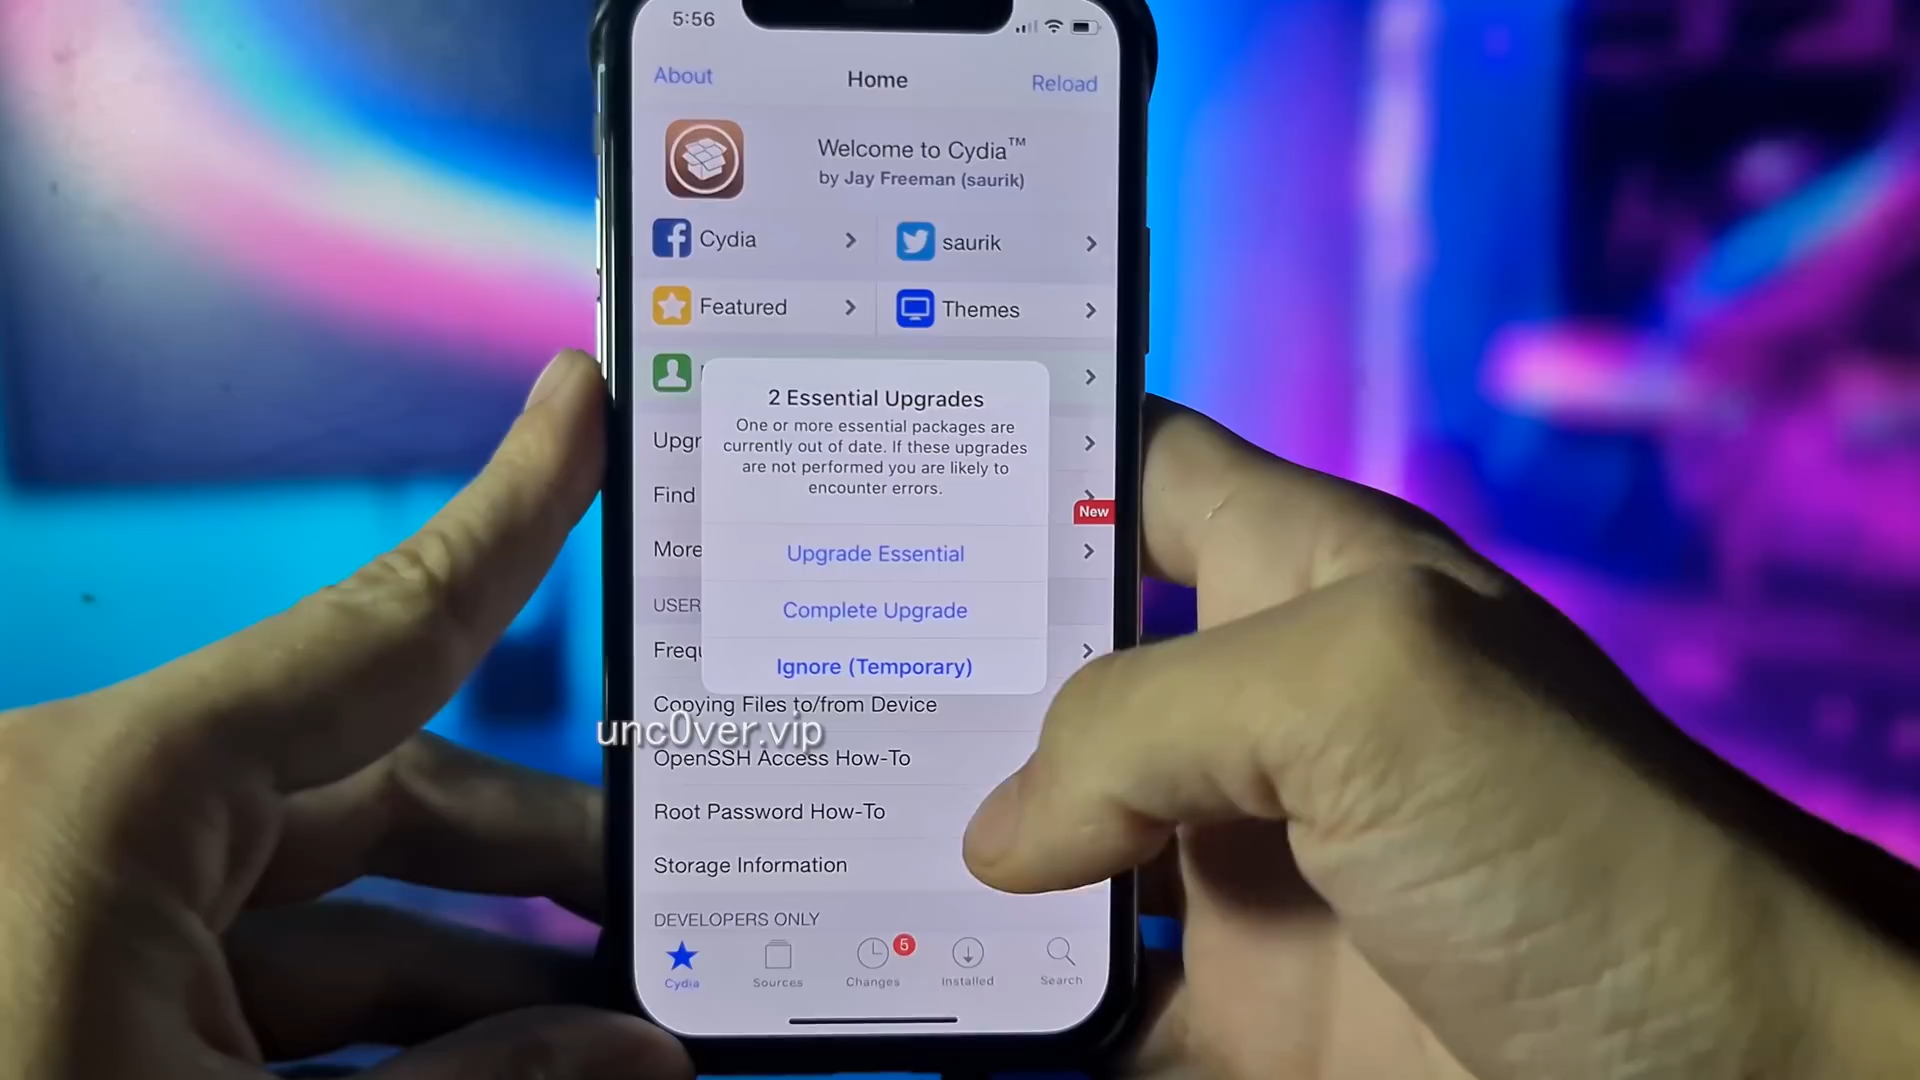 5:56
About
Home
Reload
Welcome to Cydia™
by Jay Freeman (saurik)
Cydia
saurik
Featured
Themes
2 Essential Upgrades
One or more essential packages are
currently out of date. If these upgrades
are not performed you are likely to
encounter errors.
Upgr
Find
New
More
Upgrade Essential
Complete Upgrade
USER
Ignore (Temporary)
Frequ
Copying Files to/from Device
unc0ver.vip
OpenSSH Access How-To
Root Password How-To
Storage Information
DEVELOPERS ONLY
5
Cydia
Sources
Changes
Installed
Search